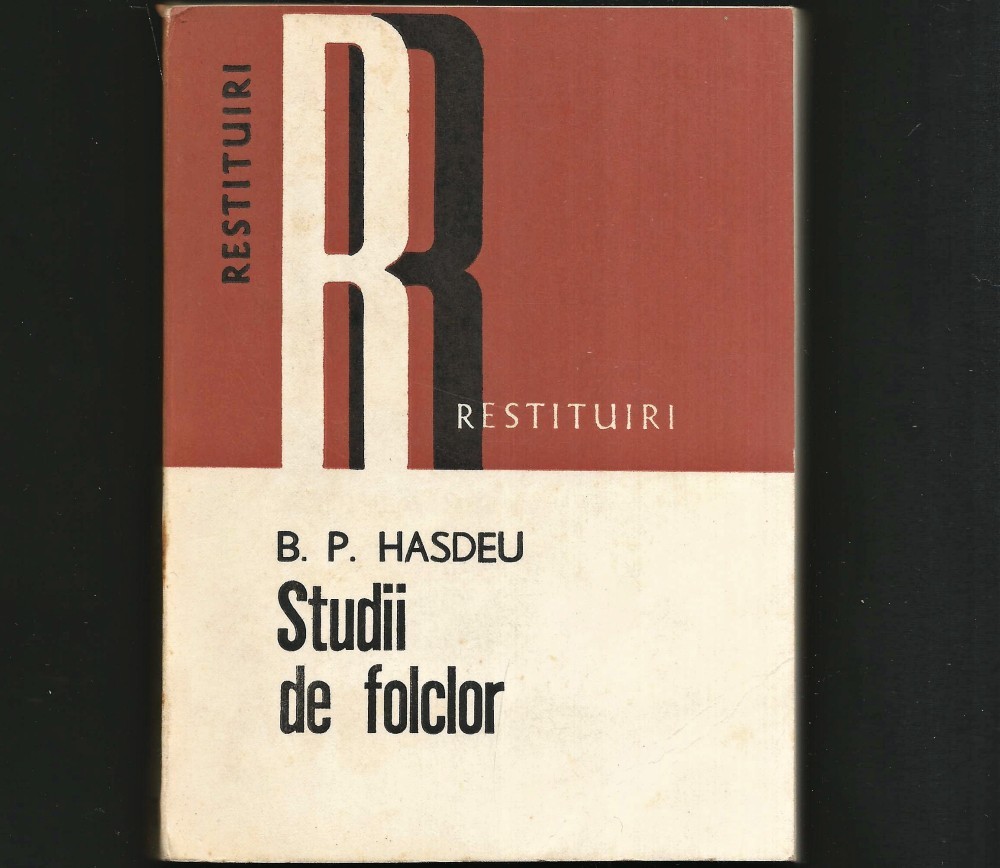 RESTITUIRI
R
RESTITUIRI
B. P. HASDEU
Studii
de folclor